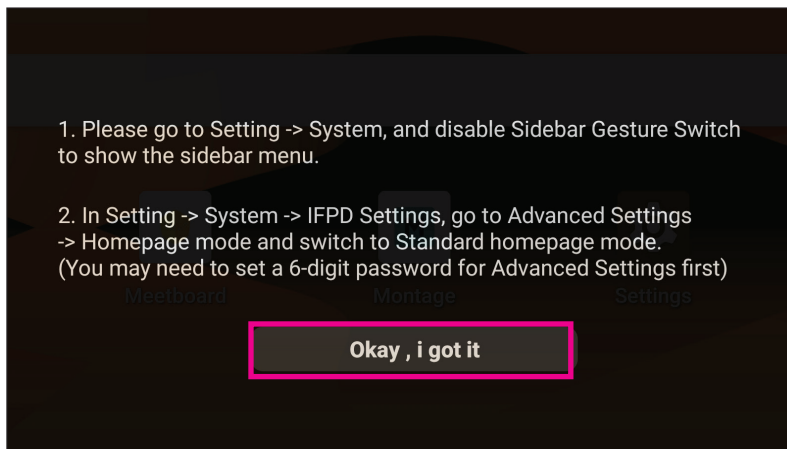 1. Please go to Setting -> System, and disable Sidebar Gesture Switch
to show the sidebar menu.
2. In Setting -> System -> IFPD Settings, go to Advanced Settings
-> Homepage mode and switch to Standard homepage mode.
(You may need to set a 6-digit password for Advanced Settings first)
Meetboard Montage Settings
Okay , i got it